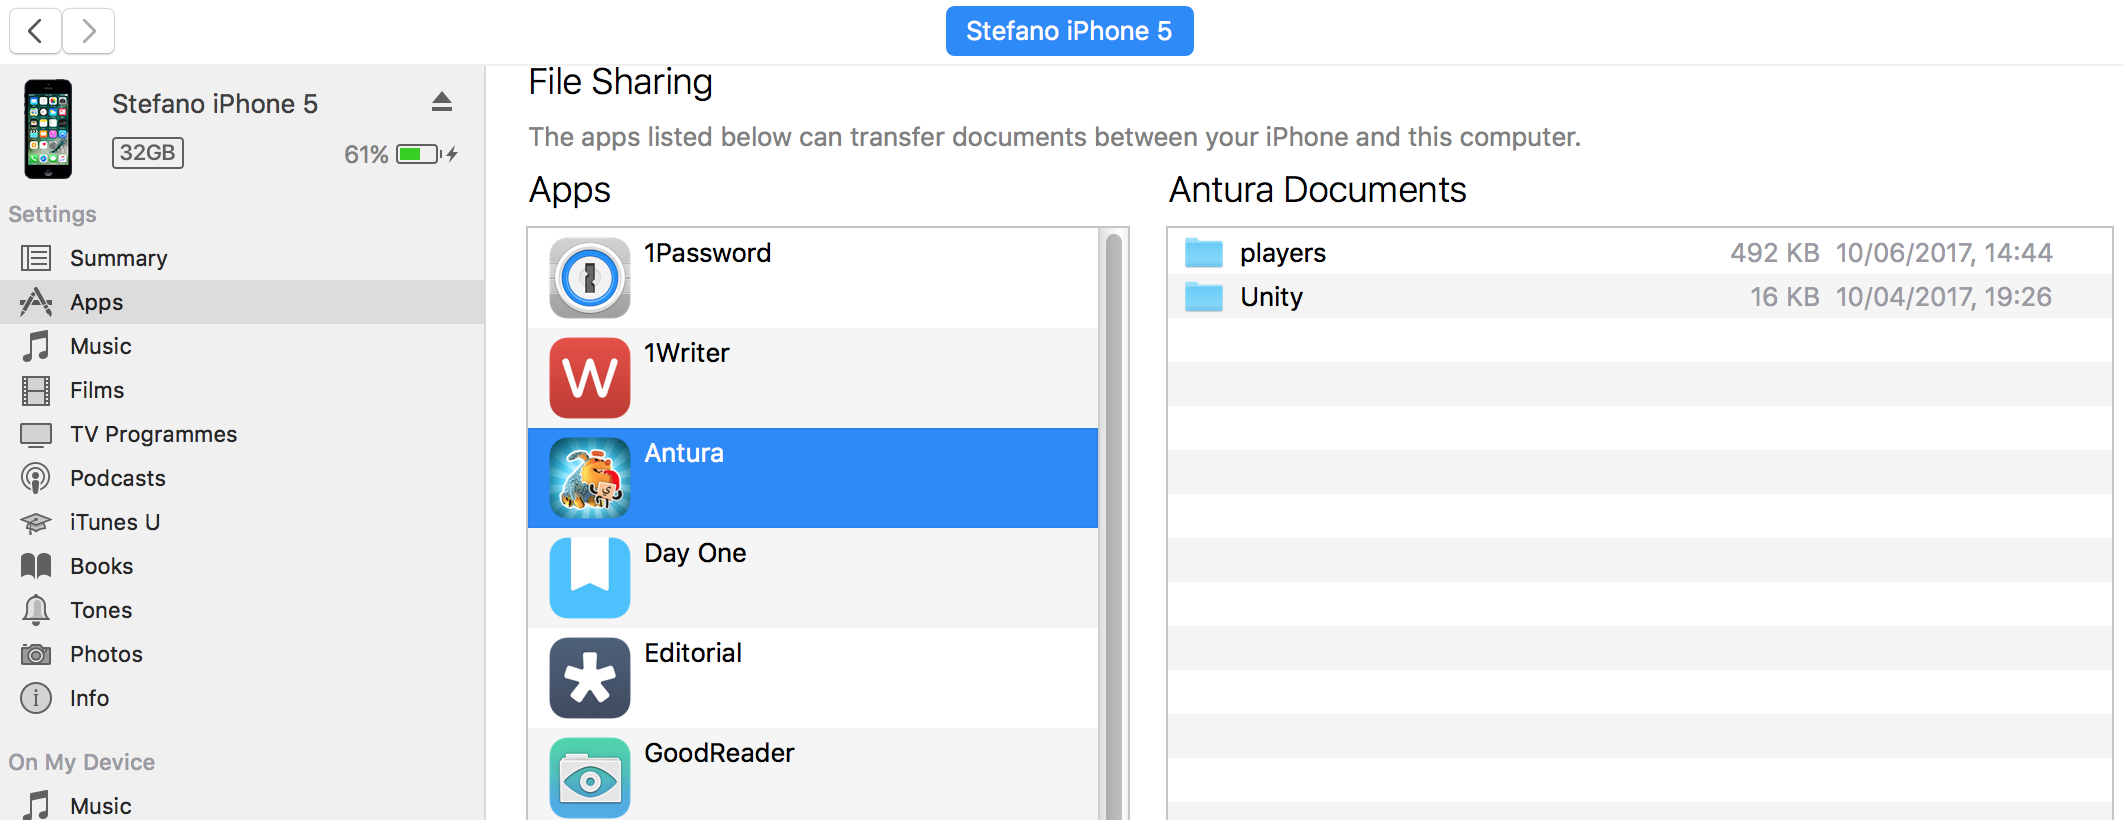 Stefano iPhone 5
Stefano iPhone 5
32GB
61%
Settings
Summary
Apps
Music
Films
TV Programmes
Podcasts
iTunes U
Books
Tones
Photos
Info
On My Device
Music
File Sharing
The apps listed below can transfer documents between your iPhone and this computer.
Apps
1Password
1Writer
W
Antura
Day One
Editorial
GoodReader
Antura Documents
players 492 KB 10/06/2017, 14:44
Unity 16 KB 10/04/2017, 19:26